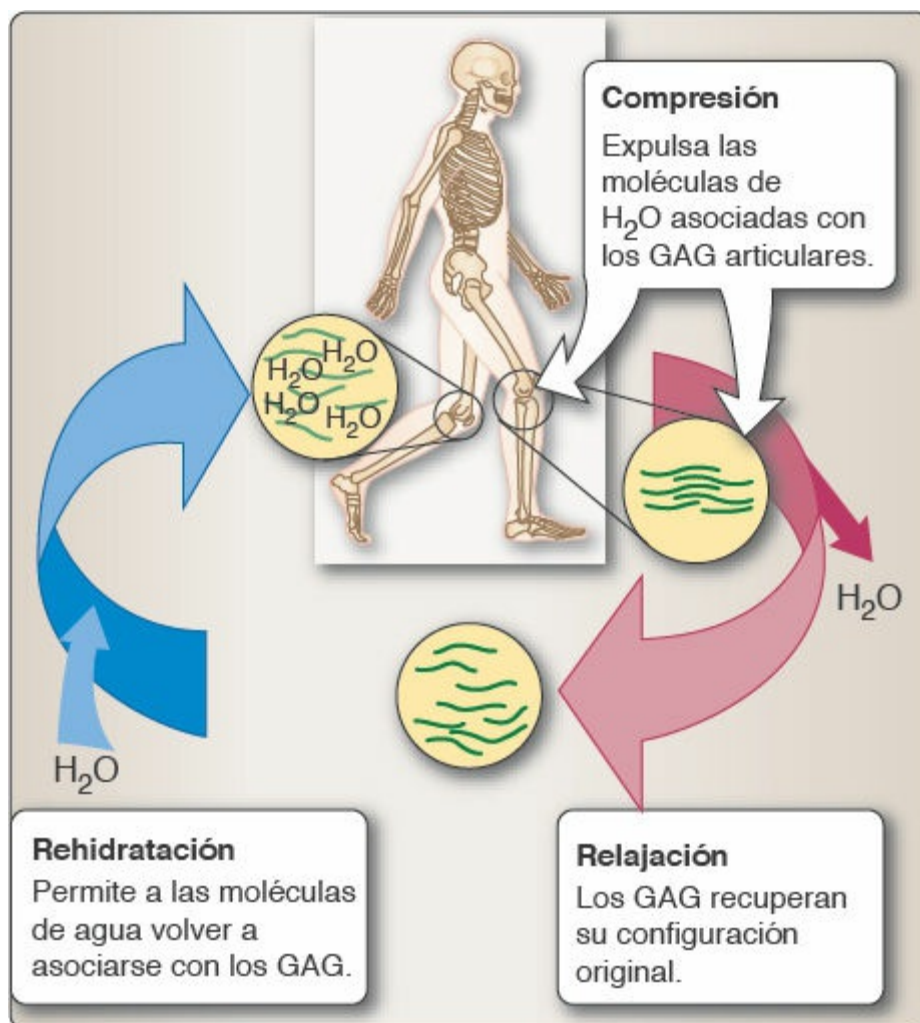 Compresión
Expulsa las
moléculas de
H₂O asociadas con
los GAG articulares.
H₂O
H₂O
H₂O
H₂O
H₂O
H₂O
Rehidratación
Permite a las moléculas
de agua volver a
asociarse con los GAG.
Relajación
Los GAG recuperan
su configuración
original.